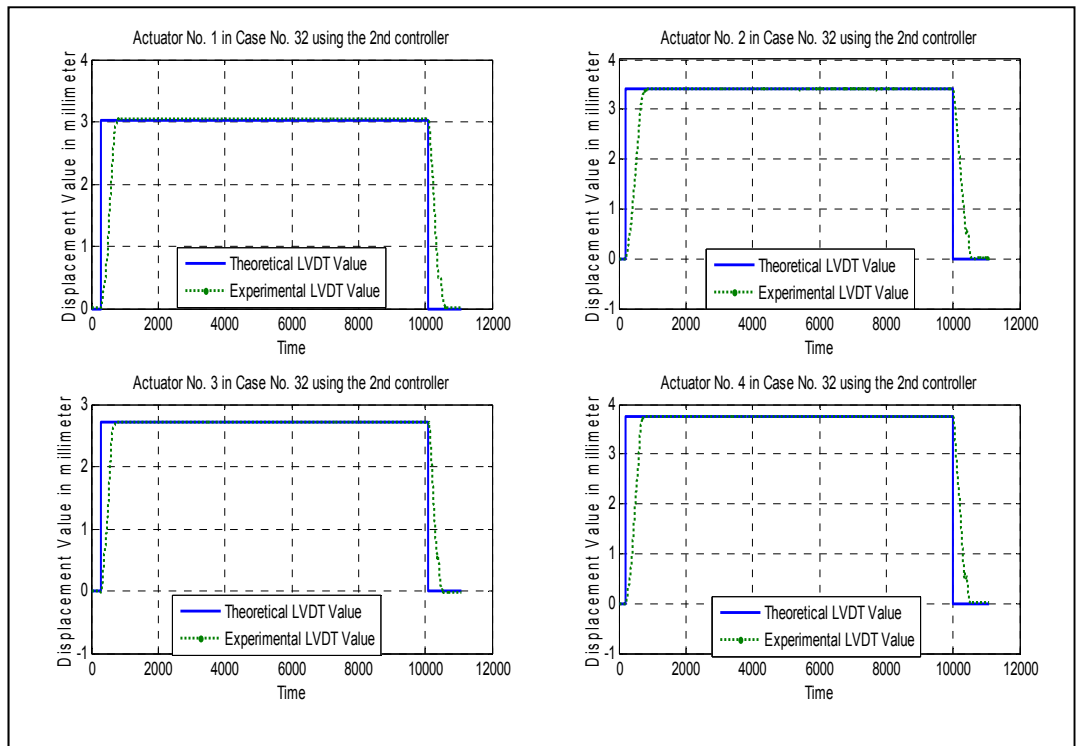 Actuator No. 1 in Case No. 32 using the 2nd controller
Displacement Value in millimeter
4
3
2
1
0
Theoretical LVDT Value
Experimental LVDT Value
0 2000 4000 6000 8000 10000 12000
Time
Actuator No. 2 in Case No. 32 using the 2nd controller
Displacement Value in millimeter
4
3
2
1
0
-1
Theoretical LVDT Value
Experimental LVDT Value
0 2000 4000 6000 8000 10000 12000
Time
Actuator No. 3 in Case No. 32 using the 2nd controller
Displacement Value in millimeter
3
2
1
0
-1
Theoretical LVDT Value
Experimental LVDT Value
0 2000 4000 6000 8000 10000 12000
Time
Actuator No. 4 in Case No. 32 using the 2nd controller
Displacement Value in millimeter
4
3
2
1
0
-1
Theoretical LVDT Value
Experimental LVDT Value
0 2000 4000 6000 8000 10000 12000
Time